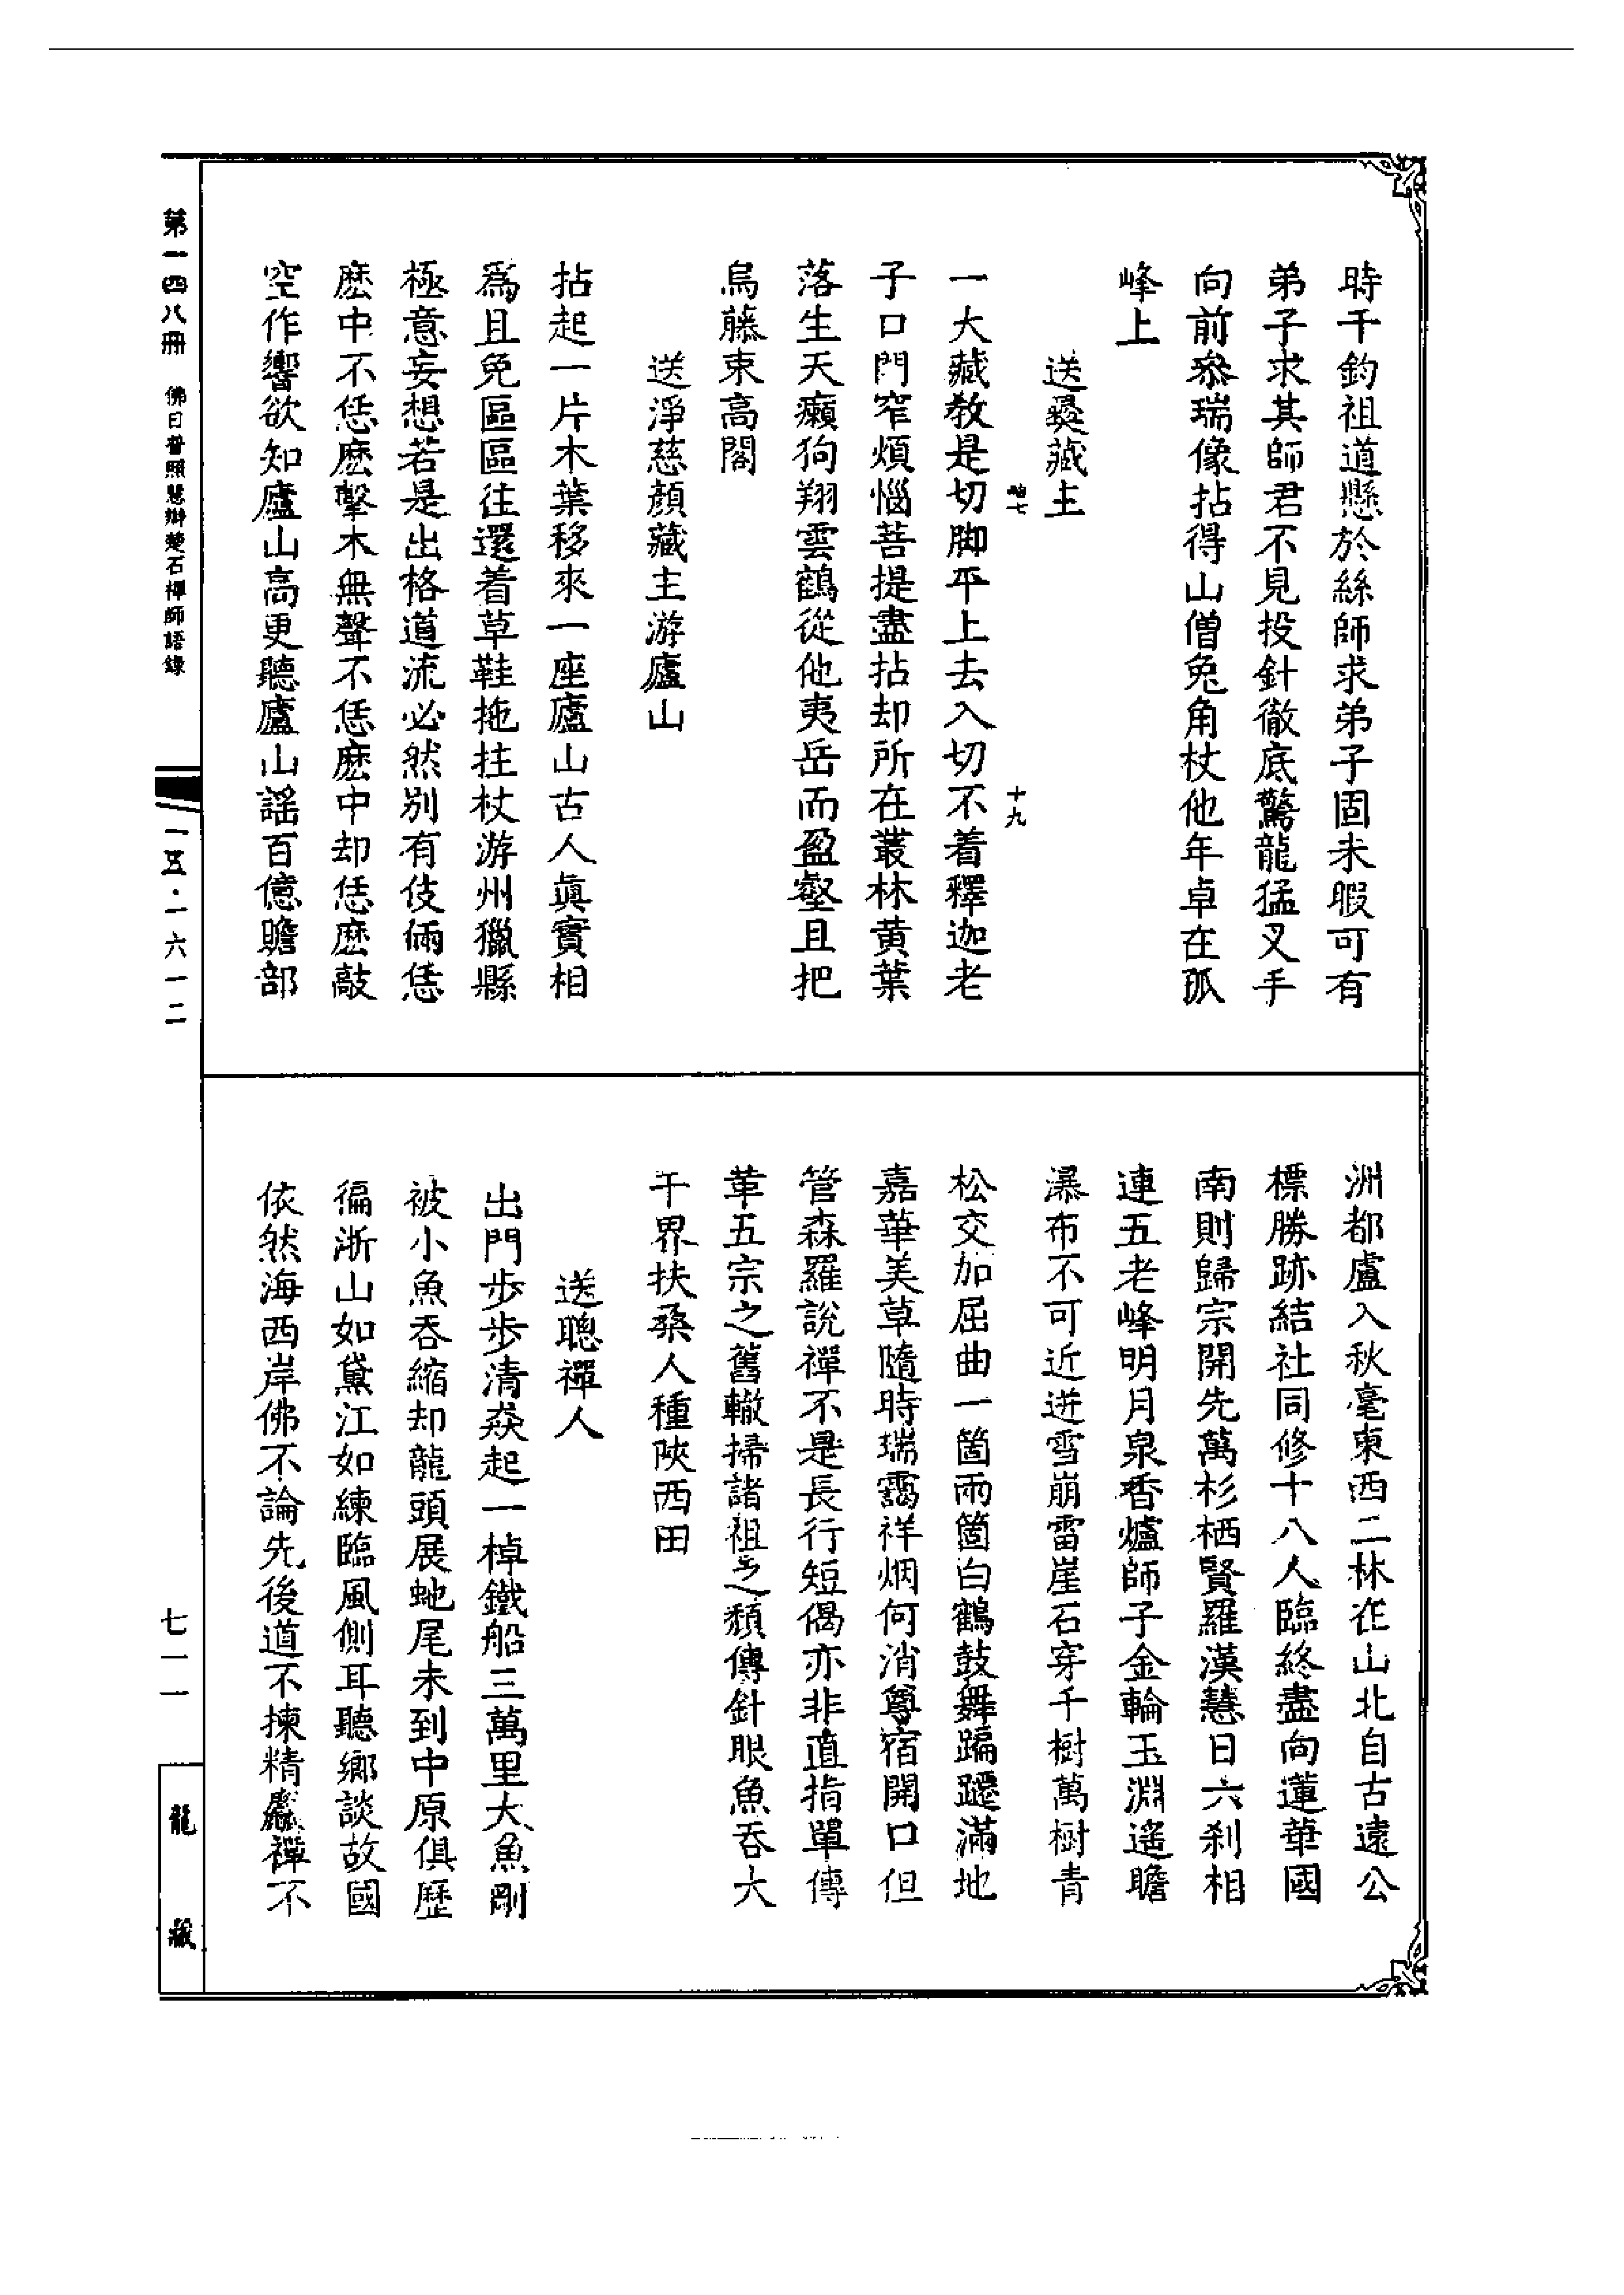 時千鈞祖道懸於絲師求弟子固未暇可有
弟子求其師君不見投針徹底驚龍猛叉手
向前叅瑞像拈得山僧兔角杖他年卓在孤
峰上
送夔藏主
十九
一大藏教是切脚平上去入切不着釋迦老
子口門窄煩惱菩提盡拈却所在叢林黃葉
落生天癩狗翔雲鶴從他夷岳而盈壑且把
烏藤束高閣
送淨慈顏藏主游廬山
拈起一片木葉移來一座廬山古人眞實相
爲且免區區往還着草鞋拖拄杖游州獵縣
極意妄想若是出格道流必然別有伎倆恁
麽中不恁麽擊木無聲不恁麽中却恁麽敲
空作響欲知廬山高更聽廬山謡百億贍部
洲都盧入秋毫東西二林在山北自古遠公
標勝跡結社同修十八人臨終盡向蓮華國
南則歸宗開先萬杉栖賢羅漢慧日六刹相
連五老峰明月泉香爐師子金輪玉淵遙瞻
瀑布不可近迸雪崩雷崖石穿千樹萬樹青
松交加屈曲一箇兩箇白鶴鼓舞蹁躚滿地
嘉華美草隨時瑞靄祥烟何消尊宿開口但
管森羅說禪不是長行短偈亦非直指單傳
革五宗之舊轍掃諸祖之頹傳針眼魚吞大
千界扶桑人種陝西田
送聰禪人
出門步步清猋起一棹鐵船三萬里大魚剛
被小魚吞縮却龍頭展虵尾未到中原俱歷
徧浙山如黛江如練臨風側耳聽鄉談故國
依然海西岸佛不論先後道不揀精麤禪不
第一四八冊　佛日普照慧辯楚石禪師語錄
一五五·一六一二
七一一
龍藏